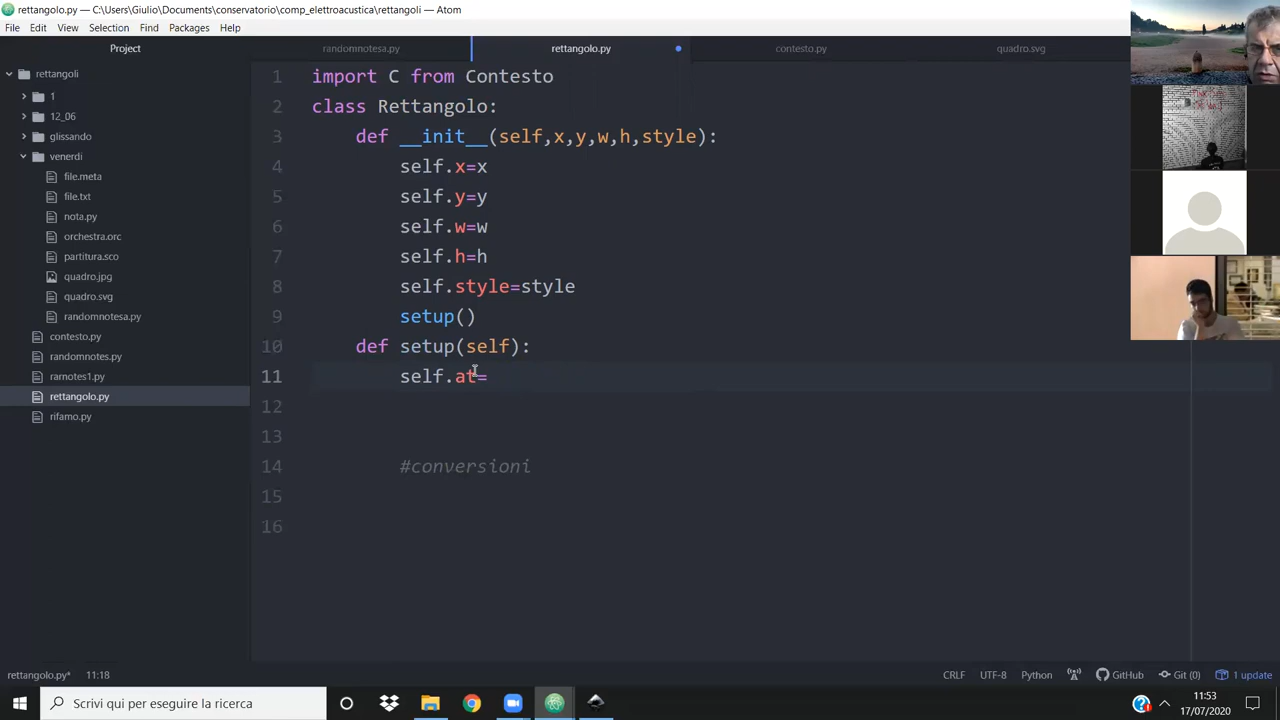 rettangolo.py — C:\Users\Giulio\Documents\conservatorio\comp_elettroacustica\rettangoli — Atom
File Edit View Selection Find Packages Help
Project
randomnotesa.py
rettangolo.py
contesto.py
quadro.svg
rettangoli
1
12_06
glissando
venerdi
file.meta
file.txt
nota.py
orchestra.orc
partitura.sco
quadro.jpg
quadro.svg
randomnotesa.py
contesto.py
randomnotes.py
ramotes1.py
rettangolo.py
rifamo.py
1 import C from Contesto
2 class Rettangolo:
3 def __init__(self,x,y,w,h,style):
4 self.x=x
5 self.y=y
6 self.w=w
7 self.h=h
8 self.style=style
9 setup()
10 def setup(self):
11 self.at=
12
13
14 #conversioni
15
16
rettangolo.py* 11:18
CRLF UTF-8 Python GitHub Git (0) 1 update
Scrivi qui per eseguire la ricerca
11:53
17/07/2020